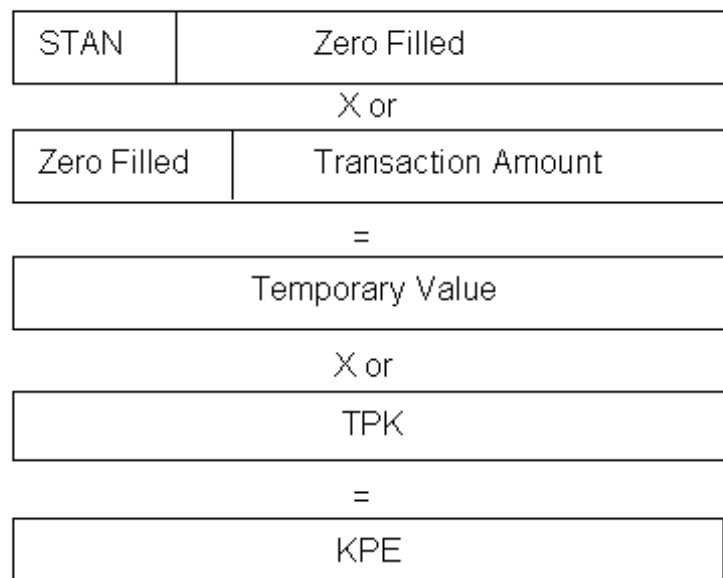 STAN Zero Filled
X or
Zero Filled Transaction Amount
=
Temporary Value
X or
TPK
=
KPE